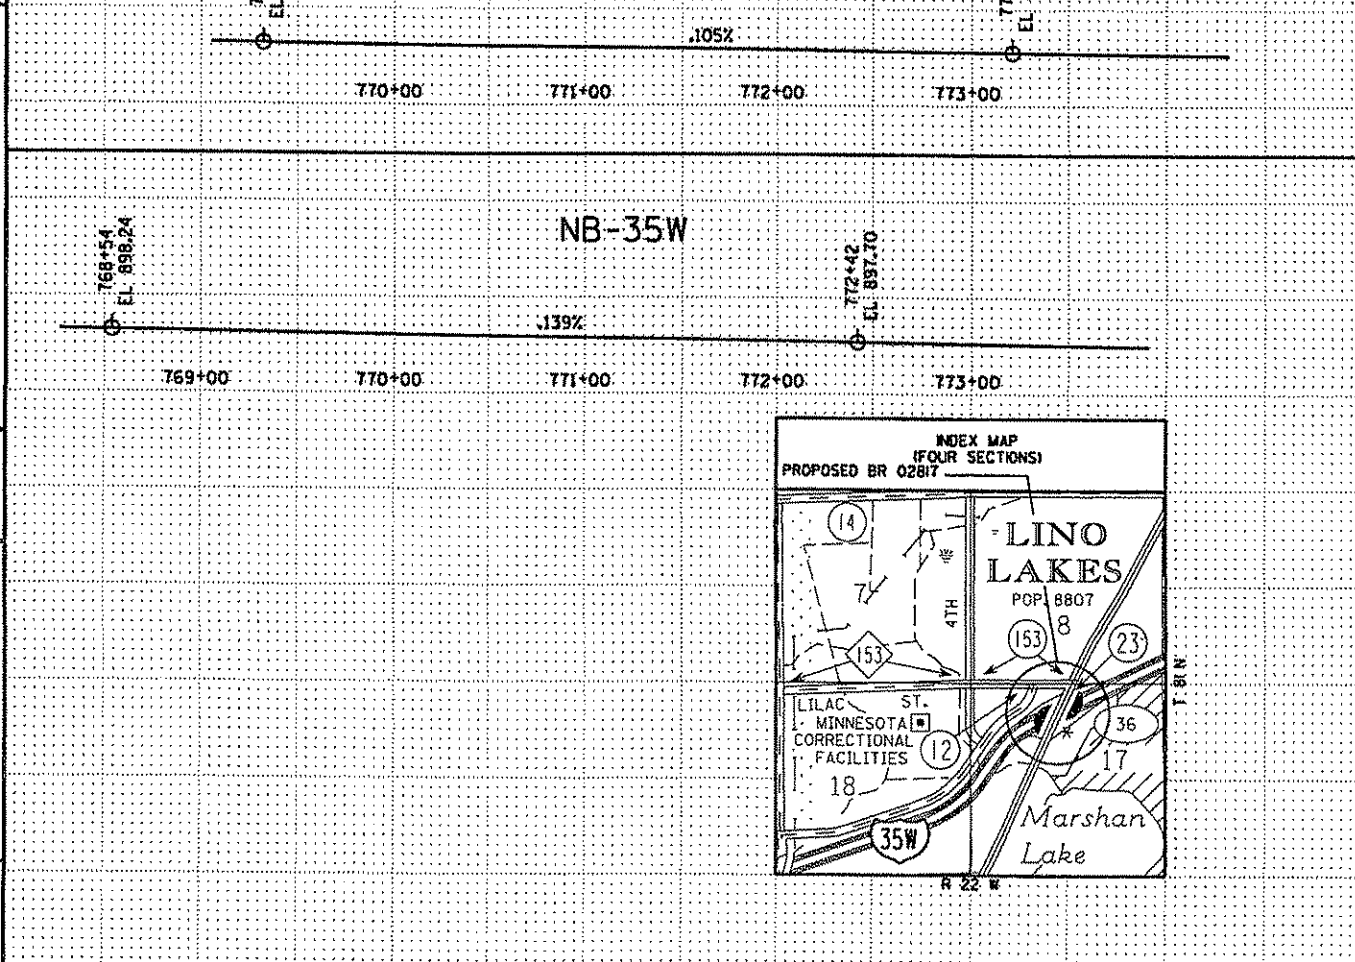 EL
EL
.105%
770+00 771+00 772+00 773+00
NB-35W
768+54
EL 898.24
772+42
EL 897.70
.139%
769+00 770+00 771+00 772+00 773+00
INDEX MAP
(FOUR SECTIONS)
PROPOSED BR 02817
14
LINO
LAKES
POP. 8807
7
4TH
8
153
153
23
T 81 N
LILAC ST.
MINNESOTA
CORRECTIONAL
FACILITIES
12
36
17
18
Marshan
Lake
35W
R 22 W